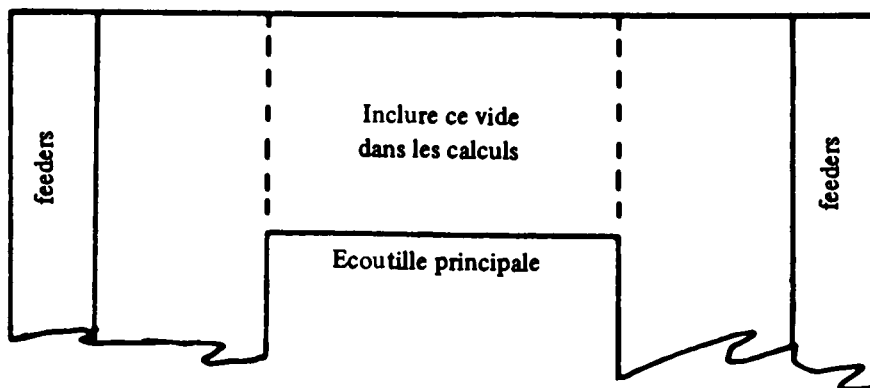 feeders
Inclure ce vide
dans les calculs
Ecoutille principale
feeders